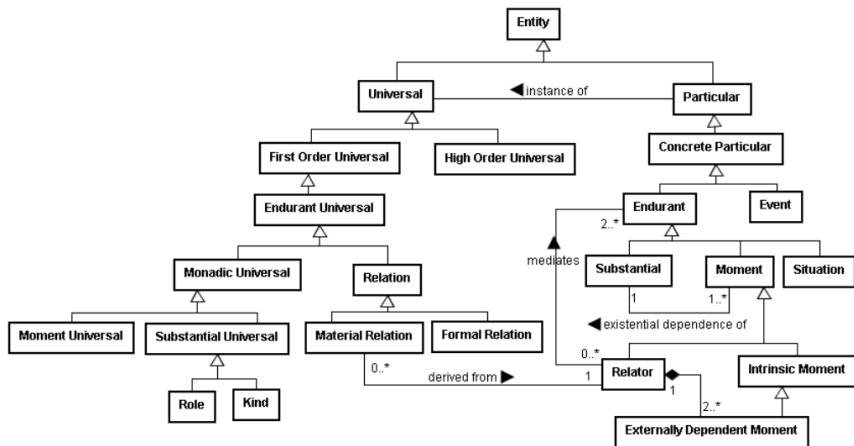 Entity
instance of
Universal
Particular
First Order Universal
High Order Universal
Concrete Particular
Endurant Universal
Endurant
Event
2..*
mediates
Monadic Universal
Relation
Substantial
Moment
Situation
1
1..*
Moment Universal
Substantial Universal
Material Relation
Formal Relation
existential dependence of
0..*
0..*
derived from
1
Relator
1
Intrinsic Moment
Role
Kind
2..*
Externally Dependent Moment